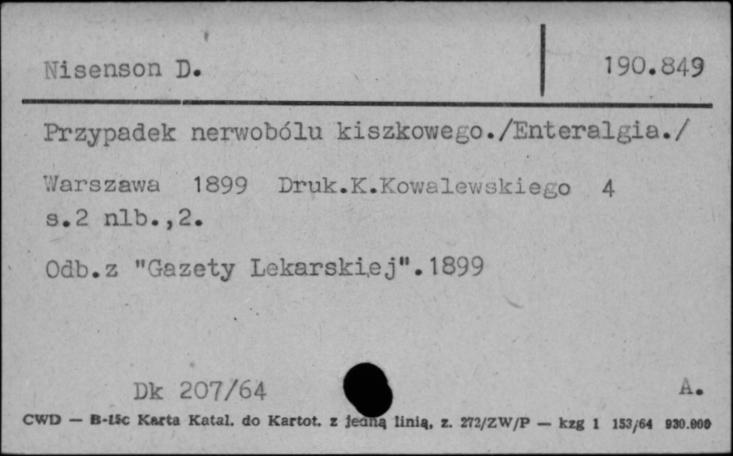 Nisenson D.
190.849
Przypadek nerwobólu kiszkowego./Enteralgia./
Warszawa 1899 Druk.K.Kowalewskiego 4
s.2 nlb.,2.
Odb.z "Gazety Lekarskiej".1899
Dk 207/64
A.
CWD — B-15c Karta Katal. do Kartot. z jedną linią, z. 272/ZW/P — kzg 1 153/64 930.000